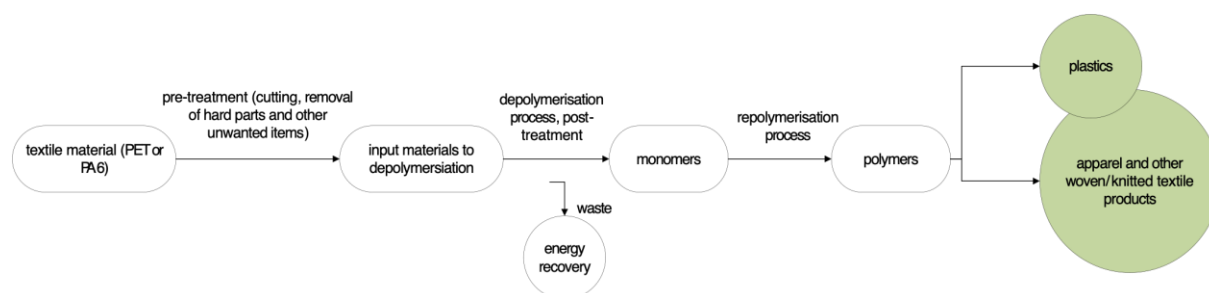 textile material (PET or
PA6)
pre-treatment (cutting, removal
of hard parts and other
unwanted items)
input materials to
depolymersiation
depolymerisation
process, post-
treatment
waste
energy
recovery
monomers
repolymerisation
process
polymers
plastics
apparel and other
woven/knitted textile
products